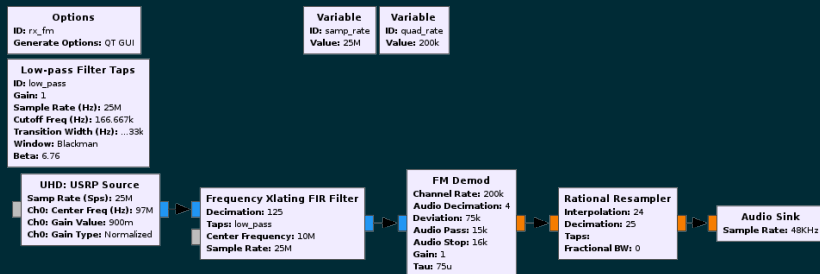 Options
ID: rx_fm
Generate Options: QT GUI
Variable
ID: samp_rate
Value: 25M
Variable
ID: quad_rate
Value: 200k
Low-pass Filter Taps
ID: low_pass
Gain: 1
Sample Rate (Hz): 25M
Cutoff Freq (Hz): 166.667k
Transition Width (Hz): ...33k
Window: Blackman
Beta: 6.76
UHD: USRP Source
Samp Rate (Sps): 25M
Ch0: Center Freq (Hz): 97M
Ch0: Gain Value: 900m
Ch0: Gain Type: Normalized
Frequency Xlating FIR Filter
Decimation: 125
Taps: low_pass
Center Frequency: 10M
Sample Rate: 25M
FM Demod
Channel Rate: 200k
Audio Decimation: 4
Deviation: 75k
Audio Pass: 15k
Audio Stop: 16k
Gain: 1
Tau: 75u
Rational Resampler
Interpolation: 24
Decimation: 25
Taps:
Fractional BW: 0
Audio Sink
Sample Rate: 48KHz